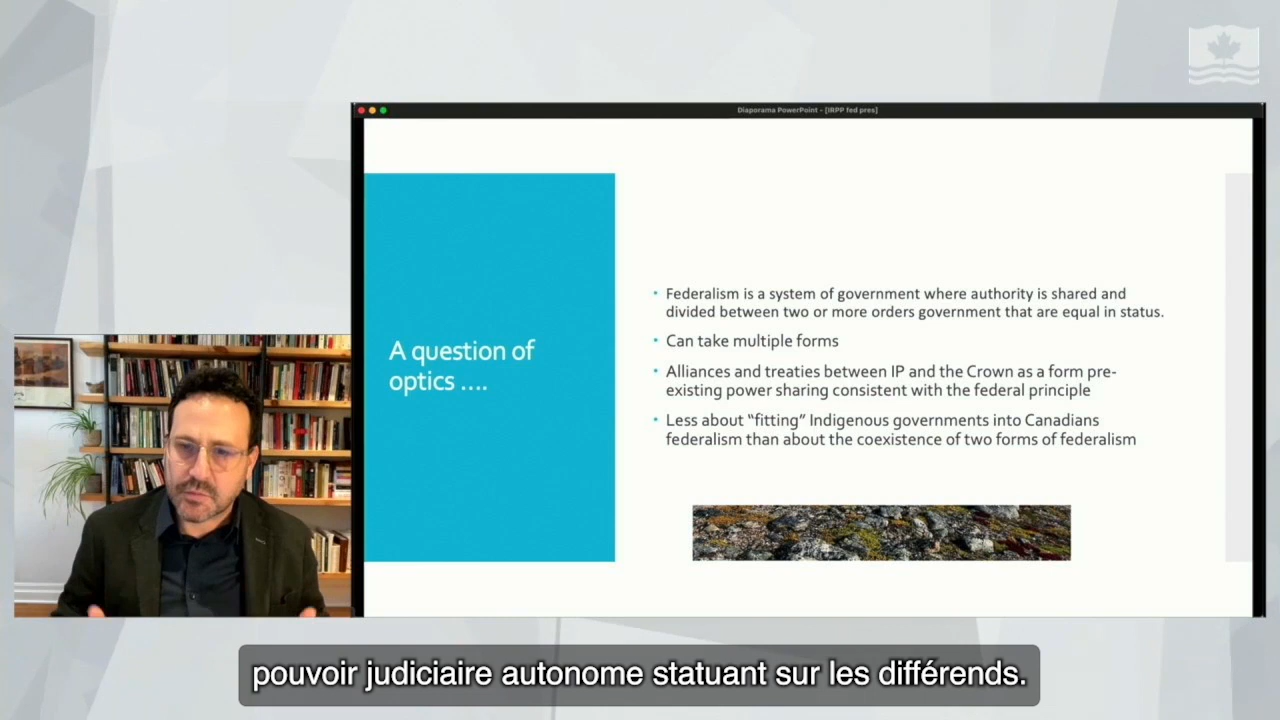 Diaporama PowerPoint - [IRPP fed pres]
A question of
optics ....
• Federalism is a system of government where authority is shared and
divided between two or more orders government that are equal in status.
• Can take multiple forms
• Alliances and treaties between IP and the Crown as a form pre-
existing power sharing consistent with the federal principle
• Less about “fitting” Indigenous governments into Canadians
federalism than about the coexistence of two forms of federalism
pouvoir judiciaire autonome statuant sur les différends.